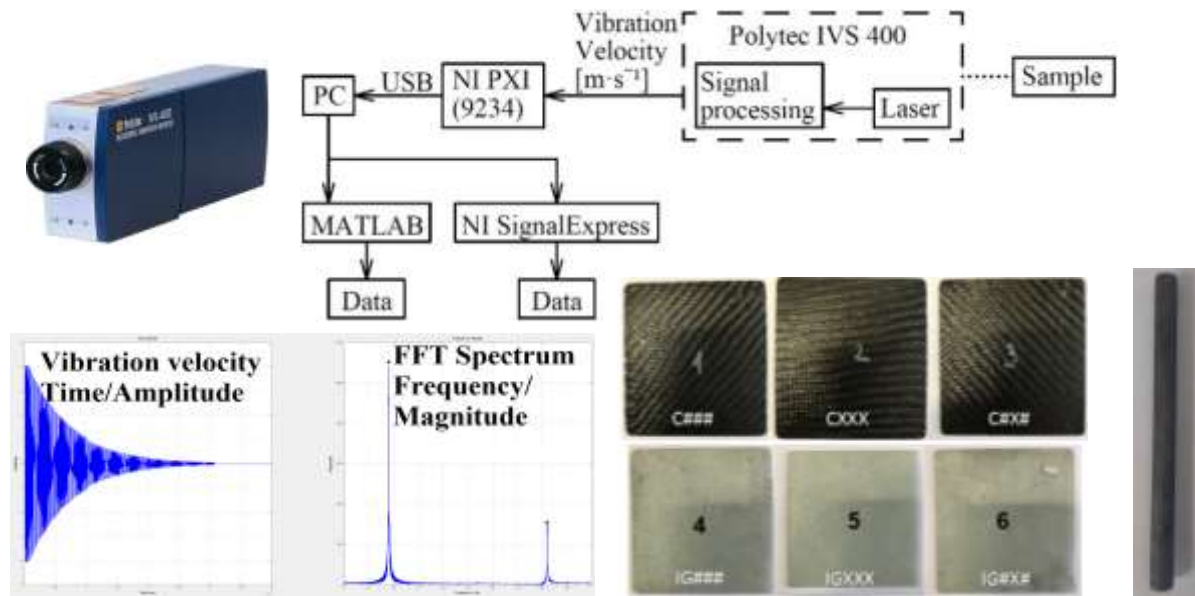 Vibration
Velocity
[m·s⁻¹]
Polytec IVS 400
PC
USB
NI PXI
(9234)
Signal
processing
Laser
Sample
MATLAB
NI SignalExpress
Data
Data
Vibration velocity
Time/Amplitude
FFT Spectrum
Frequency/
Magnitude
1
2
3
C###
CXXX
C#X#
4
5
6
IG###
IGXXX
IG#X#